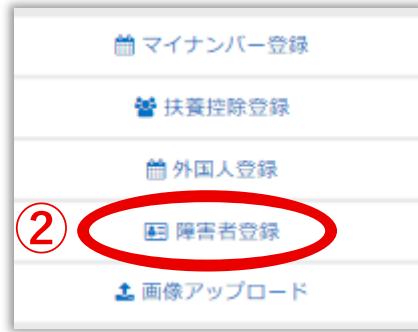 マイナンバー登録
扶養控除登録
外国人登録
② 障害者登録
画像アップロード